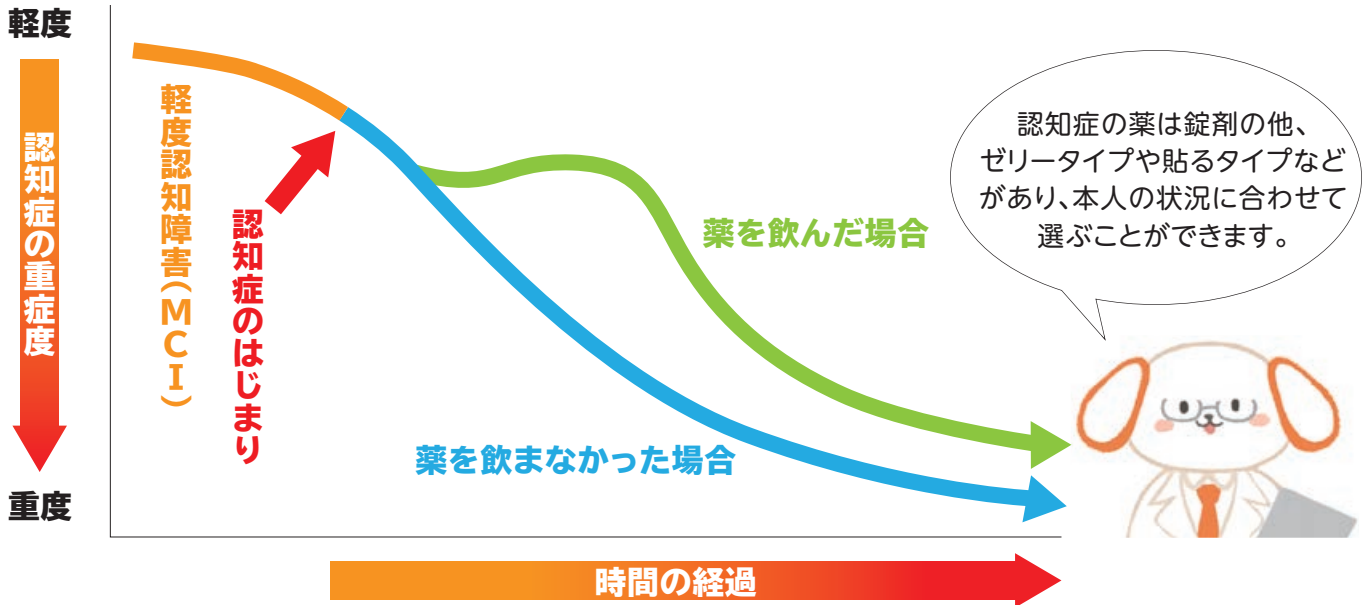 軽度
認知症の重症度
重度
軽度認知障害(MCI)
認知症のはじまり
薬を飲んだ場合
薬を飲まなかった場合
認知症の薬は錠剤の他、
ゼリータイプや貼るタイプなど
があり、本人の状況に合わせて
選ぶことができます。
時間の経過